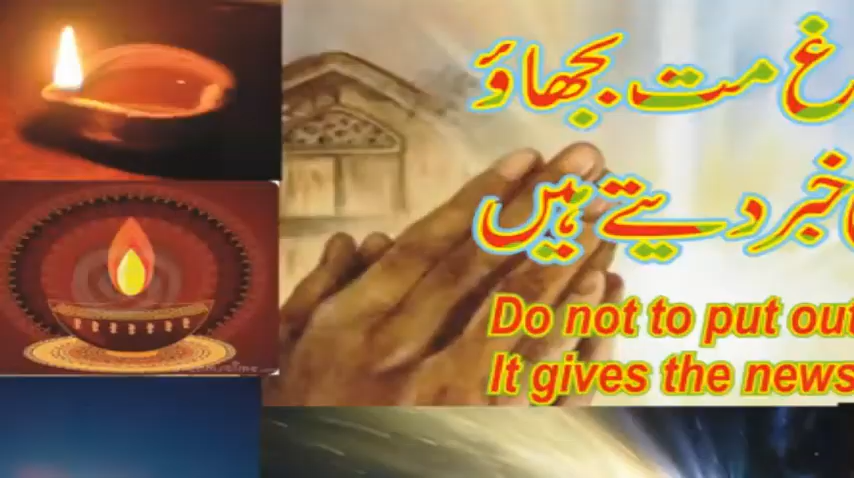 مت بجھاؤ
خبر دیتے ہیں
Do not to put out
It gives the news